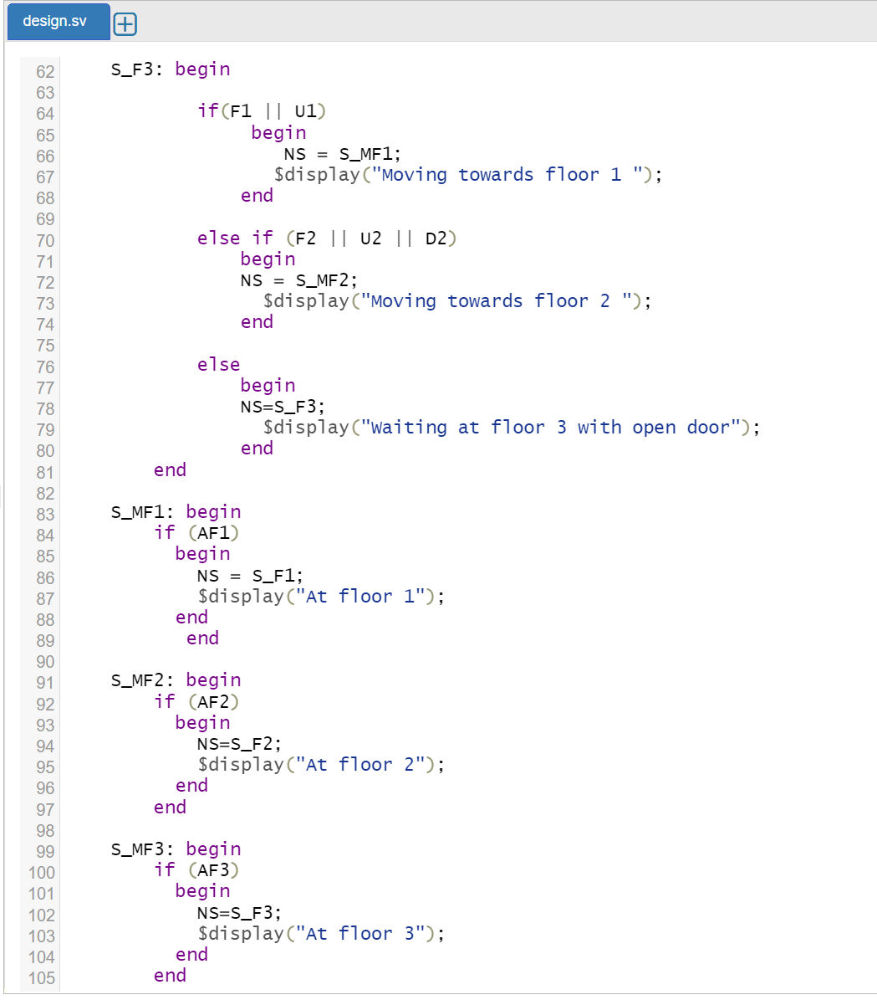 design.sv
62 S_F3: begin
63
64 if(F1 || U1)
65 begin
66 NS = S_MF1;
67 $display("Moving towards floor 1 ");
68 end
69
70 else if (F2 || U2 || D2)
71 begin
72 NS = S_MF2;
73 $display("Moving towards floor 2 ");
74 end
75
76 else
77 begin
78 NS=S_F3;
79 $display("Waiting at floor 3 with open door");
80 end
81 end
82
83 S_MF1: begin
84 if (AF1)
85 begin
86 NS = S_F1;
87 $display("At floor 1");
88 end
89 end
90
91 S_MF2: begin
92 if (AF2)
93 begin
94 NS=S_F2;
95 $display("At floor 2");
96 end
97 end
98
99 S_MF3: begin
100 if (AF3)
101 begin
102 NS=S_F3;
103 $display("At floor 3");
104 end
105 end